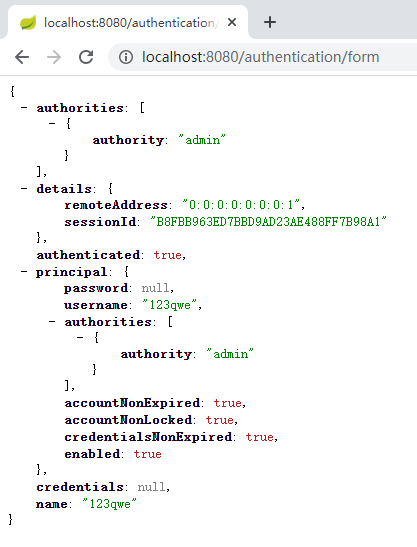 localhost:8080/authentication/
localhost:8080/authentication/form
{
- authorities: [
- {
authority: "admin"
}
],
- details: {
remoteAddress: "0:0:0:0:0:0:0:1",
sessionId: "B8FBB963ED7BBD9AD23AE488FF7B98A1"
},
authenticated: true,
- principal: {
password: null,
username: "123qwe",
- authorities: [
- {
authority: "admin"
}
],
accountNonExpired: true,
accountNonLocked: true,
credentialsNonExpired: true,
enabled: true
},
credentials: null,
name: "123qwe"
}